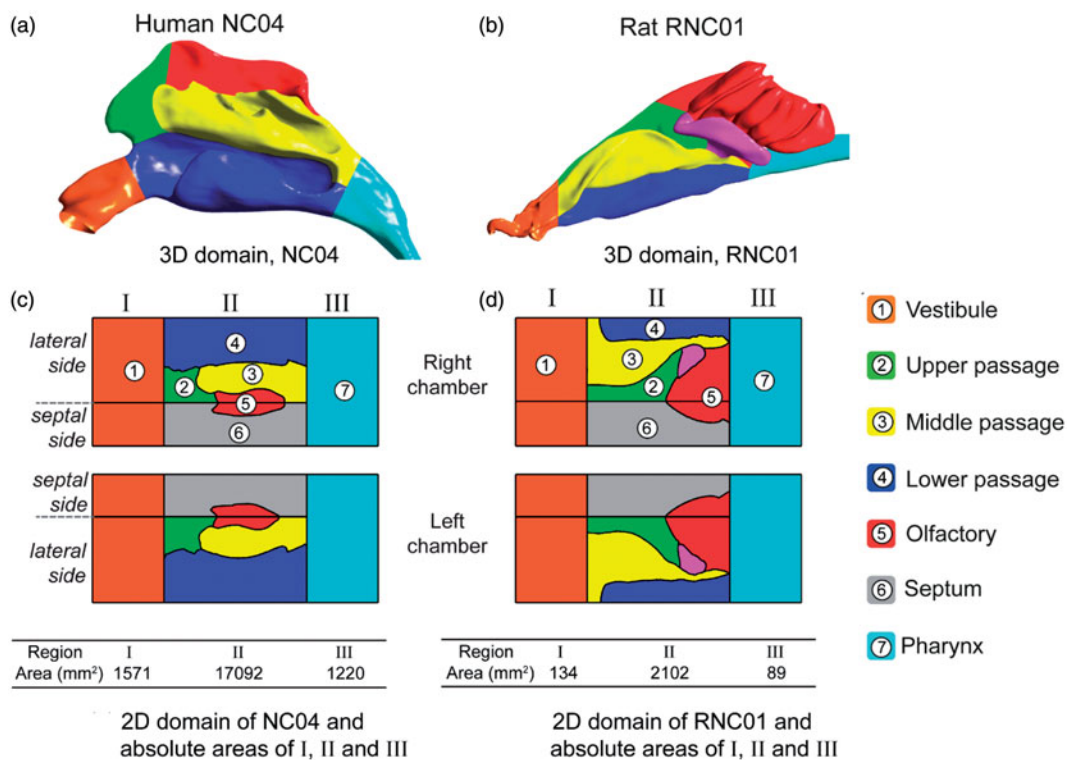 (a)
Human NC04
(b)
Rat RNC01
3D domain, NC04
3D domain, RNC01
(c)
I II III
lateral
side
septal
side
① ② ③ ④ ⑤ ⑥ ⑦
septal
side
lateral
side
Right
chamber
Left
chamber
(d)
I II III
① ② ③ ④ ⑤ ⑥ ⑦
① Vestibule
② Upper passage
③ Middle passage
④ Lower passage
⑤ Olfactory
⑥ Septum
⑦ Pharynx
Region I II III
Area (mm²) 1571 17092 1220
Region I II III
Area (mm²) 134 2102 89
2D domain of NC04 and
absolute areas of I, II and III
2D domain of RNC01 and
absolute areas of I, II and III